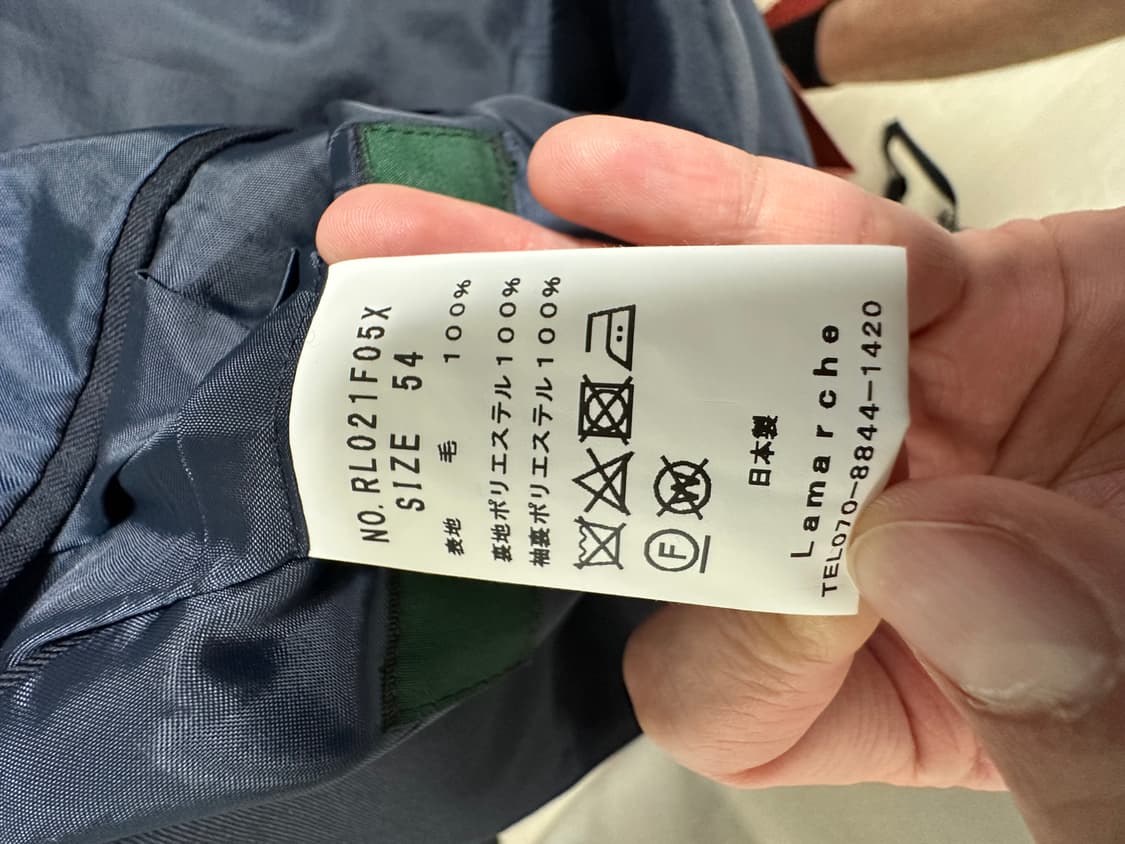 NO.RL021F05X
SIZE 54
表地 毛 100%
裏地ポリエステル100%
袖裏ポリエステル100%
F W
日本製
Lamarche
TEL070-8844-1420